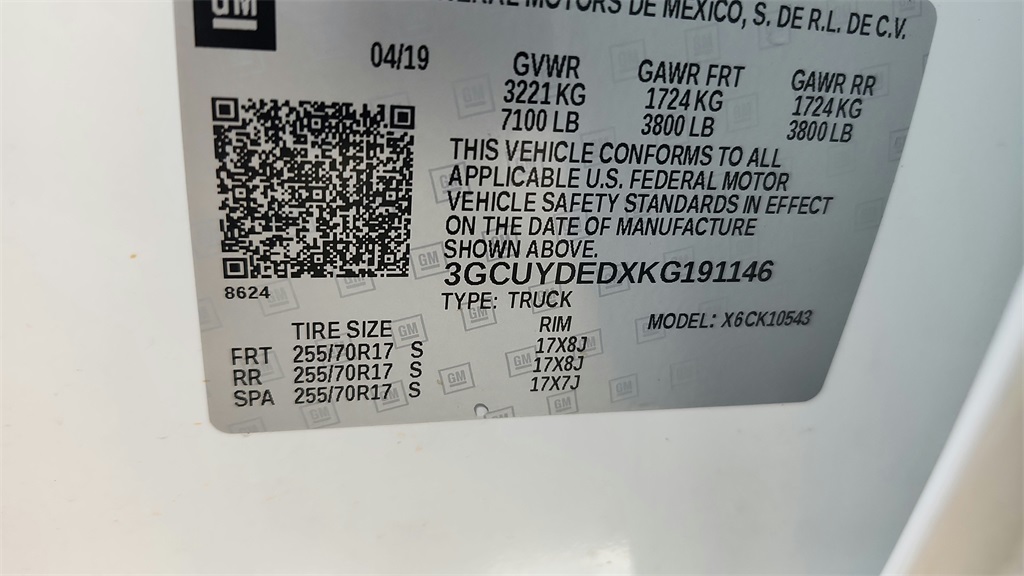 GM
MOTORS DE MEXICO, S. DE R.L. DE C.V.
04/19
GVWR GAWR FRT GAWR RR
3221 KG 1724 KG 1724 KG
7100 LB 3800 LB 3800 LB
THIS VEHICLE CONFORMS TO ALL
APPLICABLE U.S. FEDERAL MOTOR
VEHICLE SAFETY STANDARDS IN EFFECT
ON THE DATE OF MANUFACTURE
SHOWN ABOVE.
3GCUYDEDXKG191146
8624
TYPE: TRUCK
TIRE SIZE RIM MODEL: X6CK10543
FRT 255/70R17 S 17X8J
RR 255/70R17 S 17X8J
SPA 255/70R17 S 17X7J